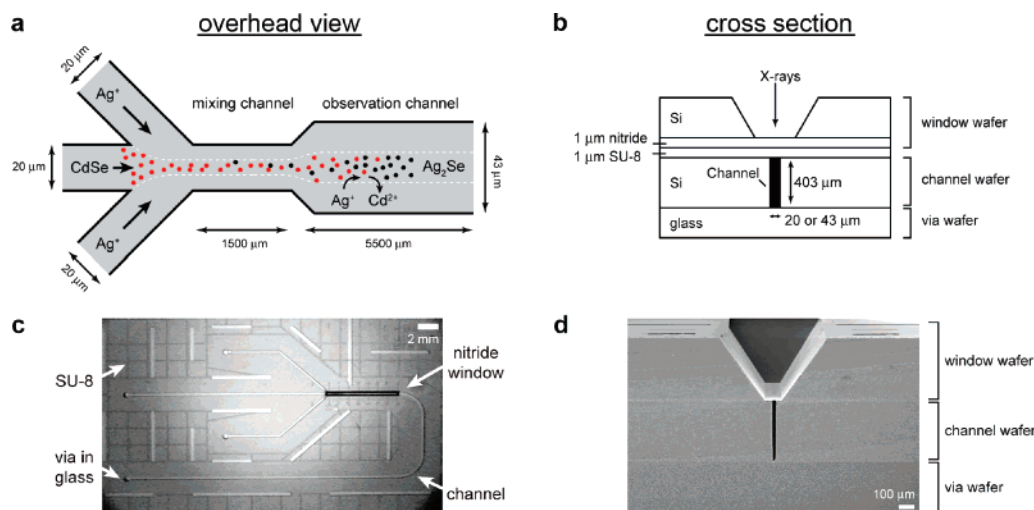 a
overhead view
20 μm
Ag⁺
mixing channel
observation channel
20 μm
CdSe
Ag₂Se
43 μm
Ag⁺
Cd²⁺
Ag⁺
20 μm
1500 μm
5500 μm
b
cross section
X-rays
Si
window wafer
1 μm nitride
1 μm SU-8
Si
Channel
403 μm
channel wafer
glass
20 or 43 μm
via wafer
c
2 mm
SU-8
nitride
window
via in
glass
channel
d
window wafer
channel wafer
100 μm
via wafer